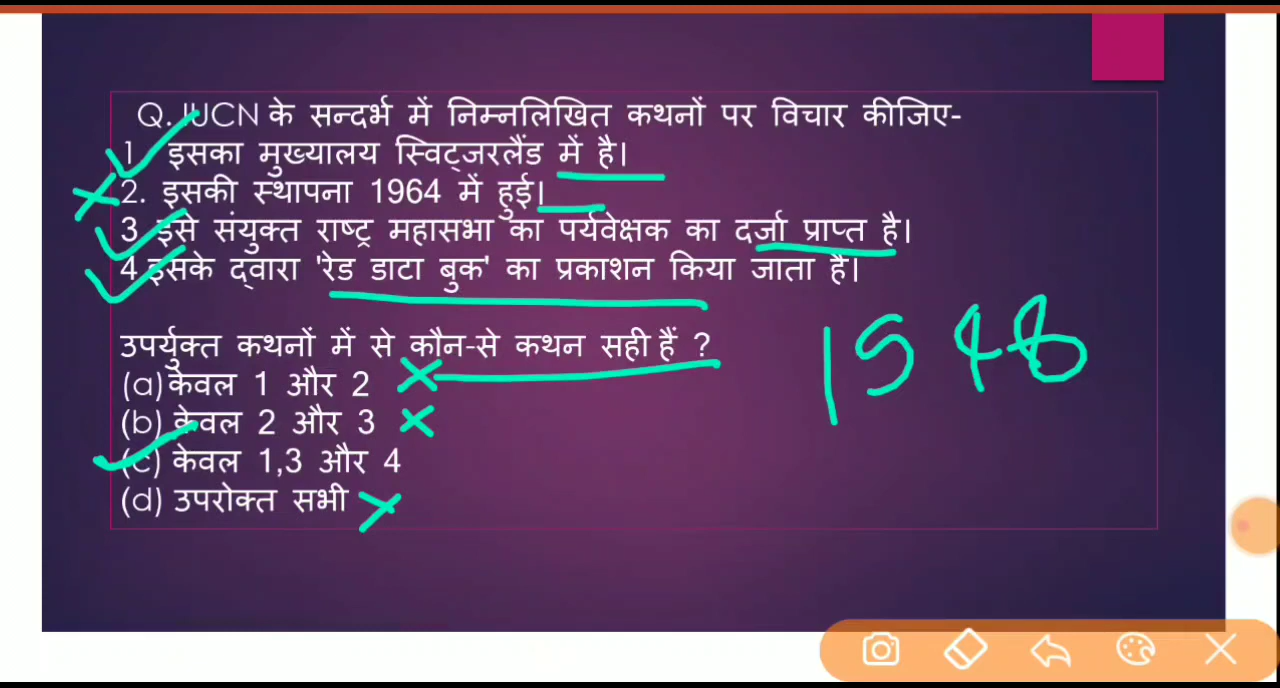 Q. IUCN के सन्दर्भ में निम्नलिखित कथनों पर विचार कीजिए-
1 इसका मुख्यालय स्विट्जरलैंड में है।
2. इसकी स्थापना 1964 में हुई।
3 इसे संयुक्त राष्ट्र महासभा का पर्यवेक्षक का दर्जा प्राप्त है।
4 इसके द्वारा 'रेड डाटा बुक' का प्रकाशन किया जाता है।
उपर्युक्त कथनों में से कौन-से कथन सही हैं ?
1948
(a) केवल 1 और 2
(b) केवल 2 और 3
(c) केवल 1,3 और 4
(d) उपरोक्त सभी